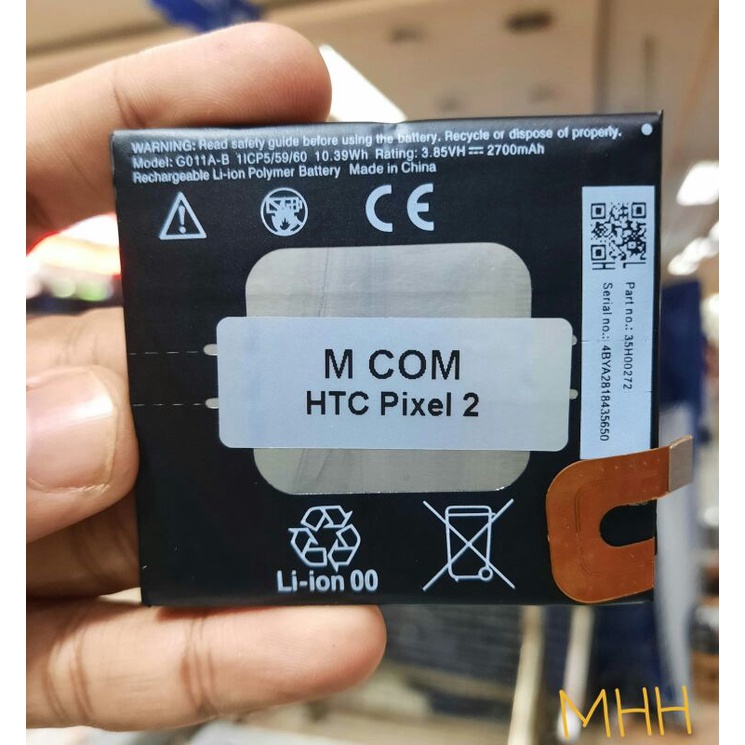 WARNING: Read safety guide before using the battery. Recycle or dispose of properly.
Model: G011A-B 1ICP5/59/60 10.39Wh Rating: 3.85VH ⎓ 2700mAh
Rechargeable Li-ion Polymer Battery Made in China
CE
Part no.: 35H00272
Serial no.: 4BYA2818435650
M COM
HTC Pixel 2
Li-ion 00
MHH